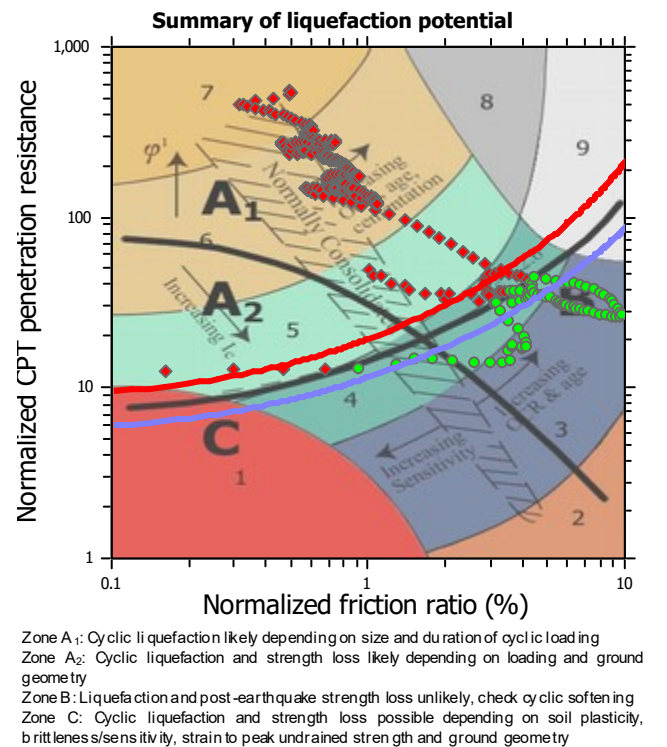 Summary of liquefaction potential
Normalized CPT penetration resistance
1,000
100
10
1
0.1
1
10
Normalized friction ratio (%)
7
8
9
φ'
A1
Increasing
OCR, age,
cementation
Normally Consolid
6
A2
Increasing Ic
5
B
4
C
Increasing
OCR & age
Increasing
Sensitivity
3
1
2
Zone A1: Cyclic liquefaction likely depending on size and duration of cyclic loading
Zone A2: Cyclic liquefaction and strength loss likely depending on loading and ground
geometry
Zone B: Liquefaction and post-earthquake strength loss unlikely, check cyclic softening
Zone C: Cyclic liquefaction and strength loss possible depending on soil plasticity,
brittleness/sensitivity, strain to peak undrained strength and ground geometry